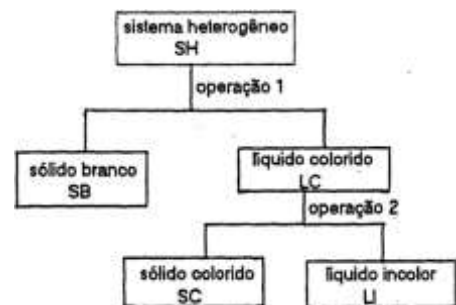 sistema heterogêneo
SH
operação 1
sólido branco
SB
líquido colorido
LC
operação 2
sólido colorido
SC
líquido incolor
LI